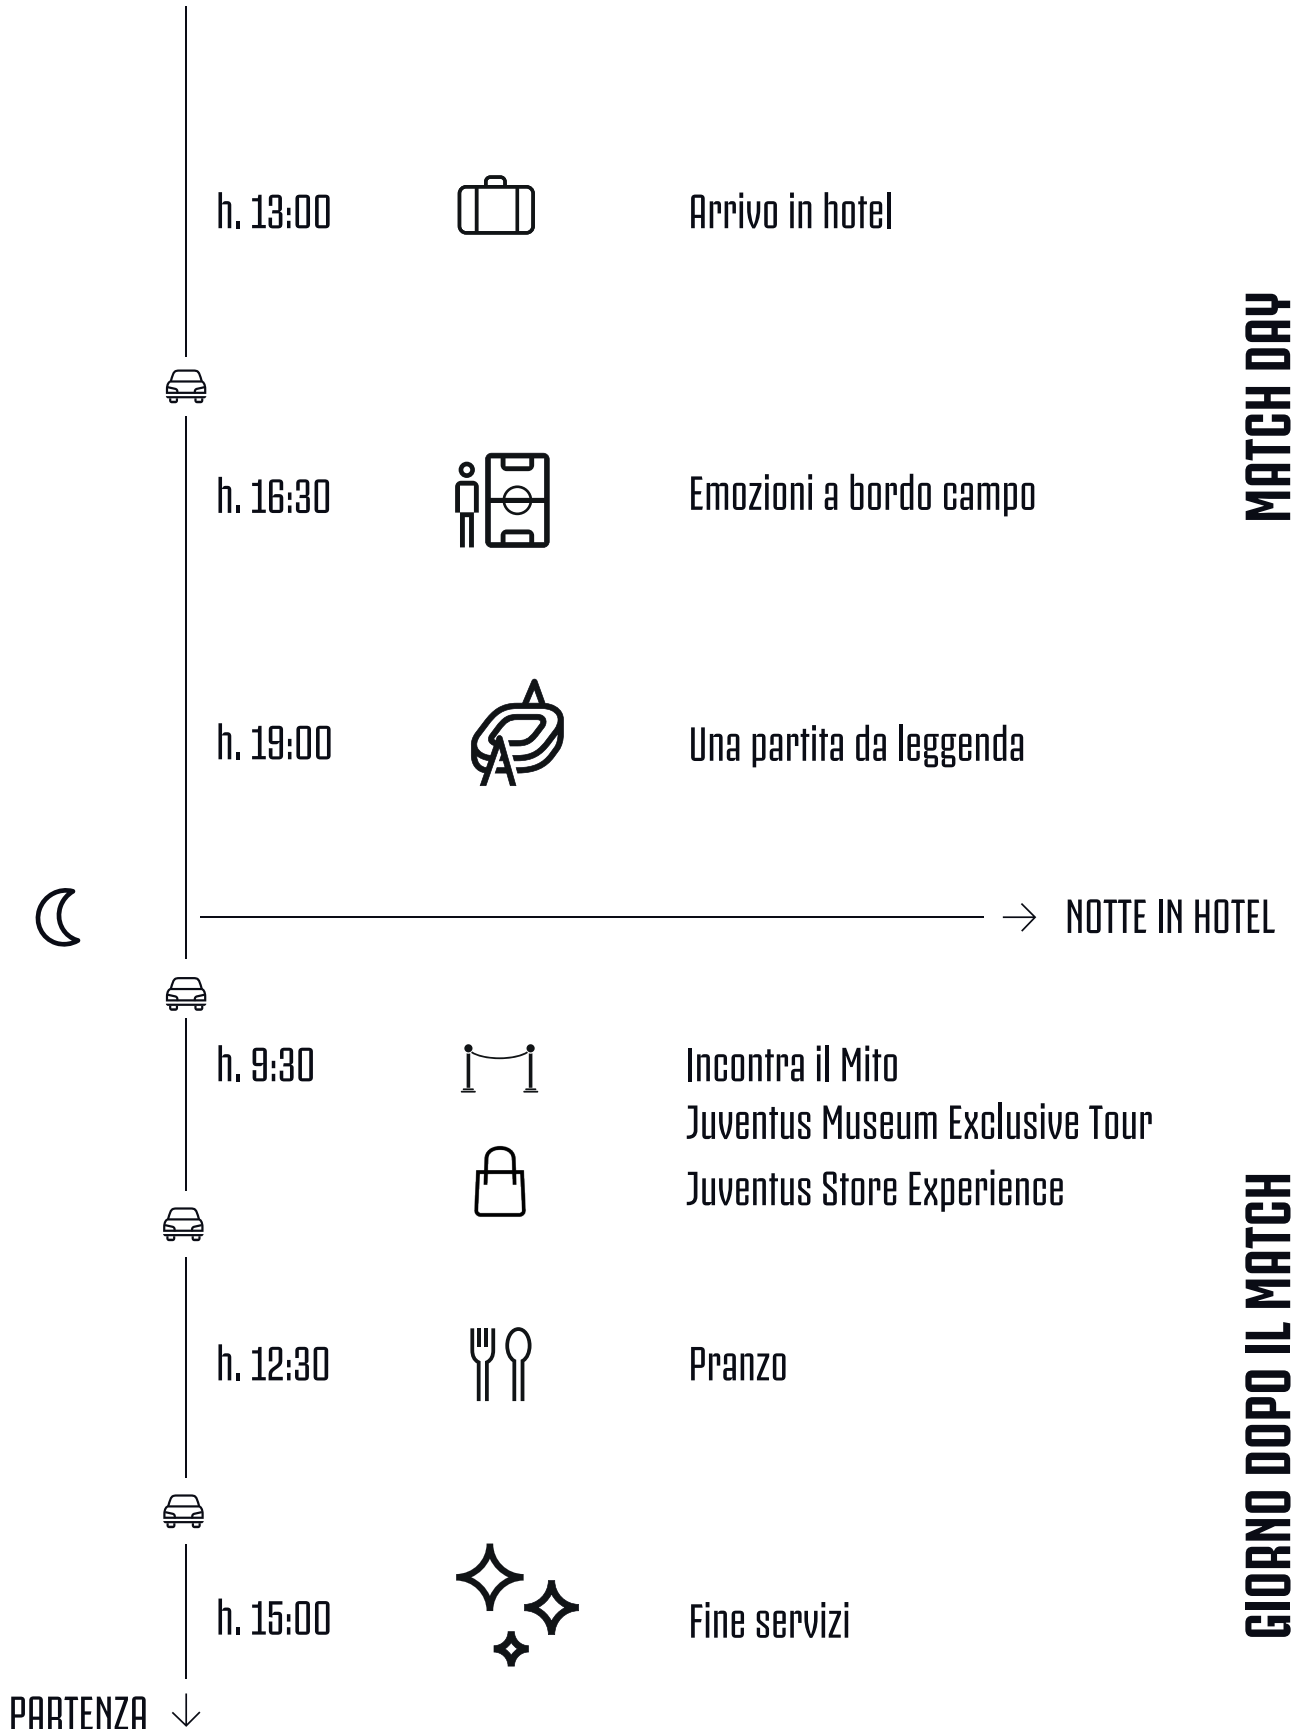 h. 13:00 Arrivo in hotel
MATCH DAY
h. 16:30 Emozioni a bordo campo
h. 19:00 Una partita da leggenda
NOTTE IN HOTEL
h. 9:30 Incontra il Mito
Juventus Museum Exclusive Tour
Juventus Store Experience
GIORNO DOPO IL MATCH
h. 12:30 Pranzo
h. 15:00 Fine servizi
PARTENZA